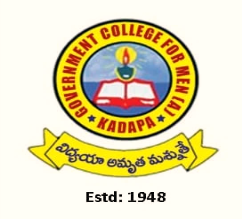 GOVERNMENT COLLEGE FOR MEN (A)
★ KADAPA ★
విద్యయా అమృత మశ్నుతే
Estd: 1948